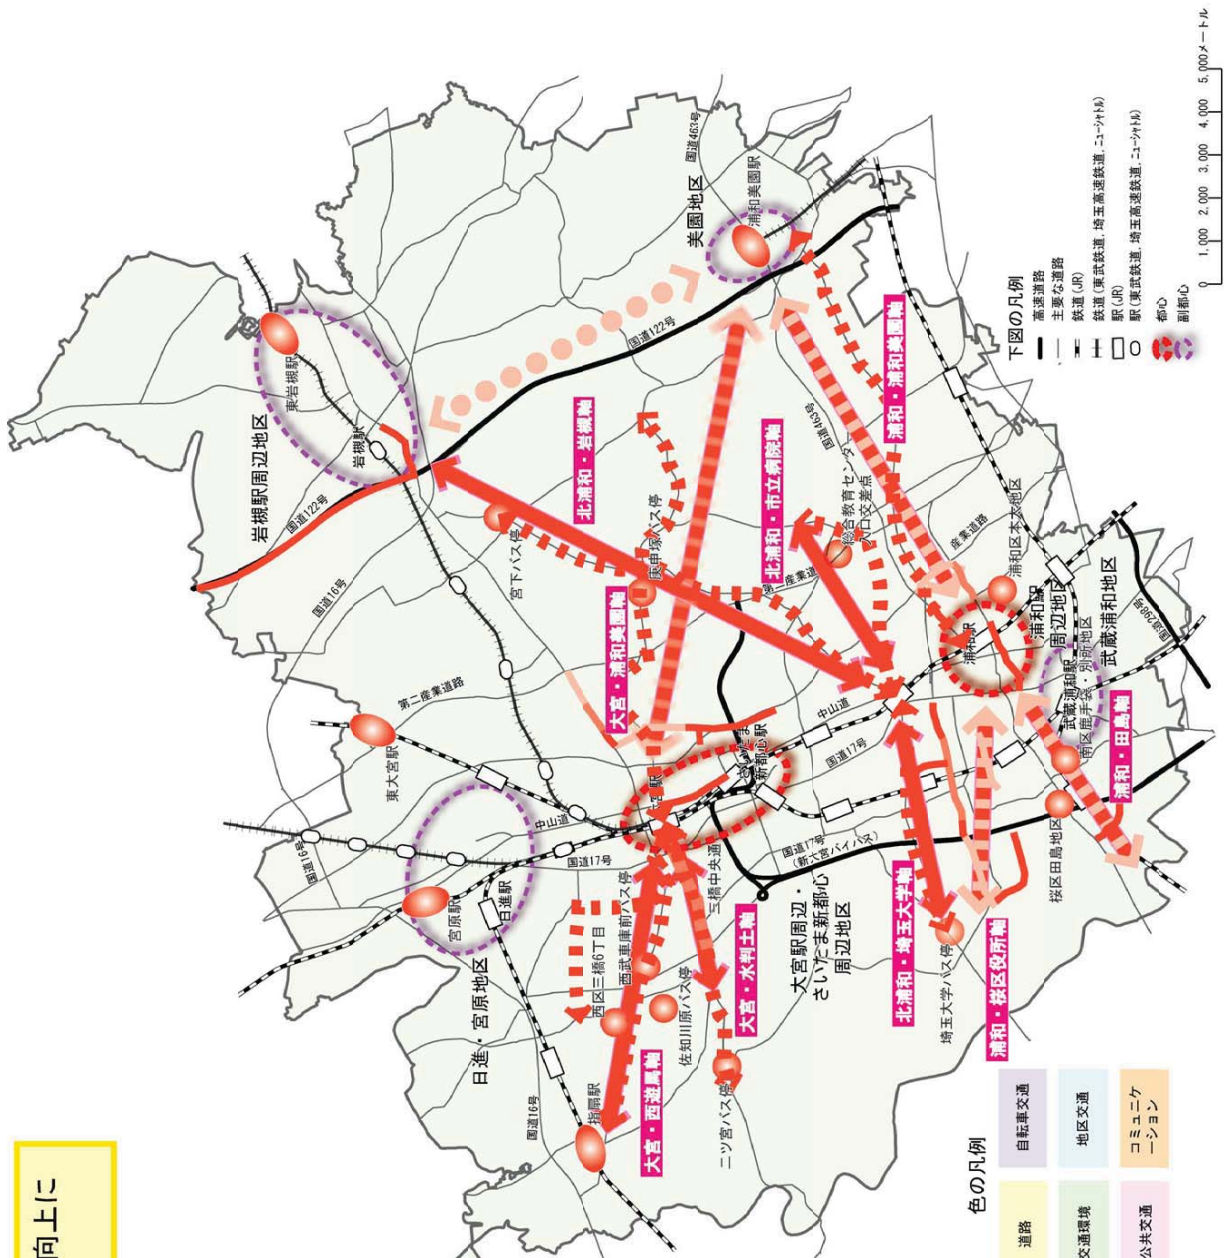 向上に
岩槻駅周辺地区
東岩槻駅
岩槻駅
国道122号
国道16号
宮下バス停
北浦和・岩槻軸
国道122号
美園地区
国道463号
浦和美園駅
第二産業道路
東大宮駅
大宮・浦和美園軸
庚申塚バス停
北浦和・市立病院軸
総合教育センター
入口交差点
国道463号
浦和・浦和美園軸
第二産業道路
産業道路
浦和区本太地区
国道16号
中山道
国道17号
宮原駅
日進駅
日進・宮原地区
大宮駅
さいたま
新都心駅
中山道
国道17号
浦和駅
浦和駅
周辺地区
武蔵浦和駅
南区鹿手袋・別所地区
武蔵浦和地区
国道298号
西区三橋6丁目
西武車庫前バス停
三橋中央通
国道17号
(新大宮バイパス)
大宮駅周辺・
さいたま新都心
周辺地区
佐知川原バス停
大宮・水判土軸
北浦和・埼玉大学軸
埼玉大学バス停
浦和・桜区役所軸
桜区田島地区
浦和・田島軸
指扇駅
国道16号
大宮・西遊馬軸
二ツ宮バス停
下図の凡例
高速道路
主要な道路
鉄道(JR)
鉄道(東武鉄道,埼玉高速鉄道,ニューシャトル)
駅(JR)
駅(東武鉄道,埼玉高速鉄道,ニューシャトル)
都心
副都心
0 1,000 2,000 3,000 4,000 5,000メートル
色の凡例
道路
自転車交通
交通環境
地区交通
公共交通
コミュニケ
ーション